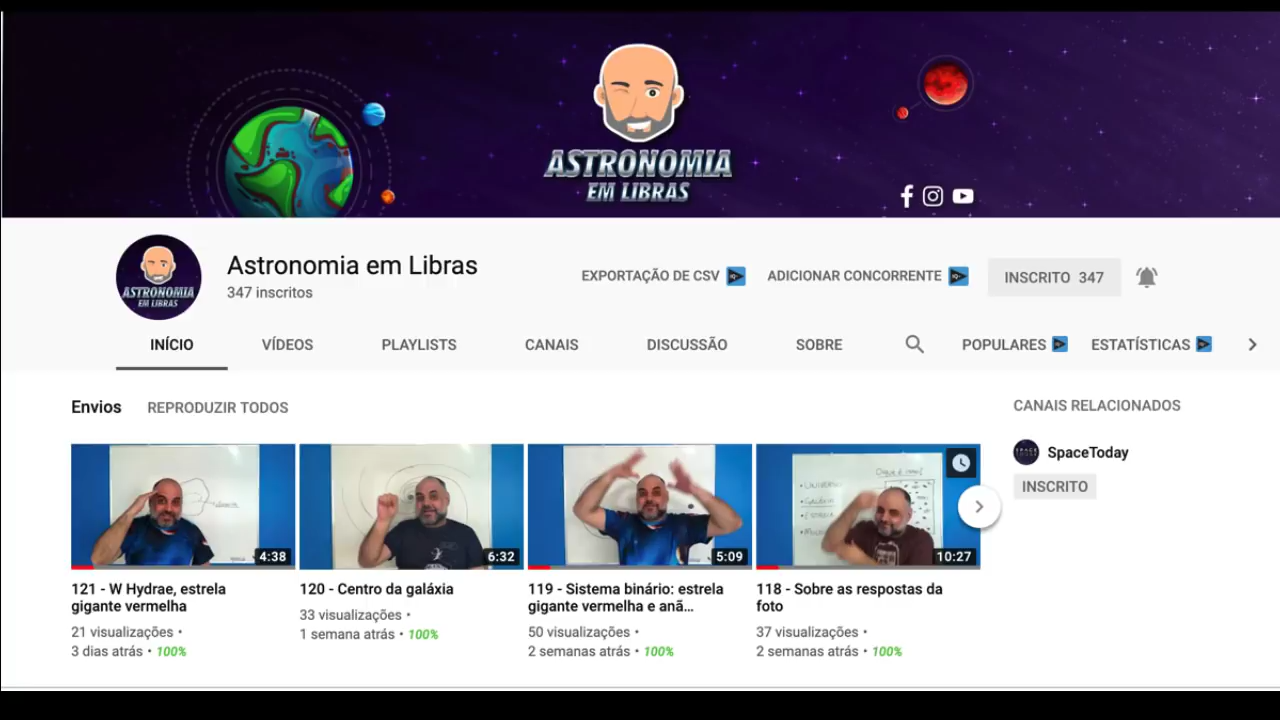 ASTRONOMIA
EM LIBRAS
ASTRONOMIA
EM LIBRAS
Astronomia em Libras
347 inscritos
EXPORTAÇÃO DE CSV
ADICIONAR CONCORRENTE
INSCRITO 347
INÍCIO
VÍDEOS
PLAYLISTS
CANAIS
DISCUSSÃO
SOBRE
POPULARES
ESTATÍSTICAS
Envios
REPRODUZIR TODOS
CANAIS RELACIONADOS
SpaceToday
INSCRITO
4:38
6:32
5:09
10:27
121 - W Hydrae, estrela
gigante vermelha
21 visualizações •
3 dias atrás • 100%
120 - Centro da galáxia
33 visualizações •
1 semana atrás • 100%
119 - Sistema binário: estrela
gigante vermelha e anã...
50 visualizações •
2 semanas atrás • 100%
118 - Sobre as respostas da
foto
37 visualizações •
2 semanas atrás • 100%